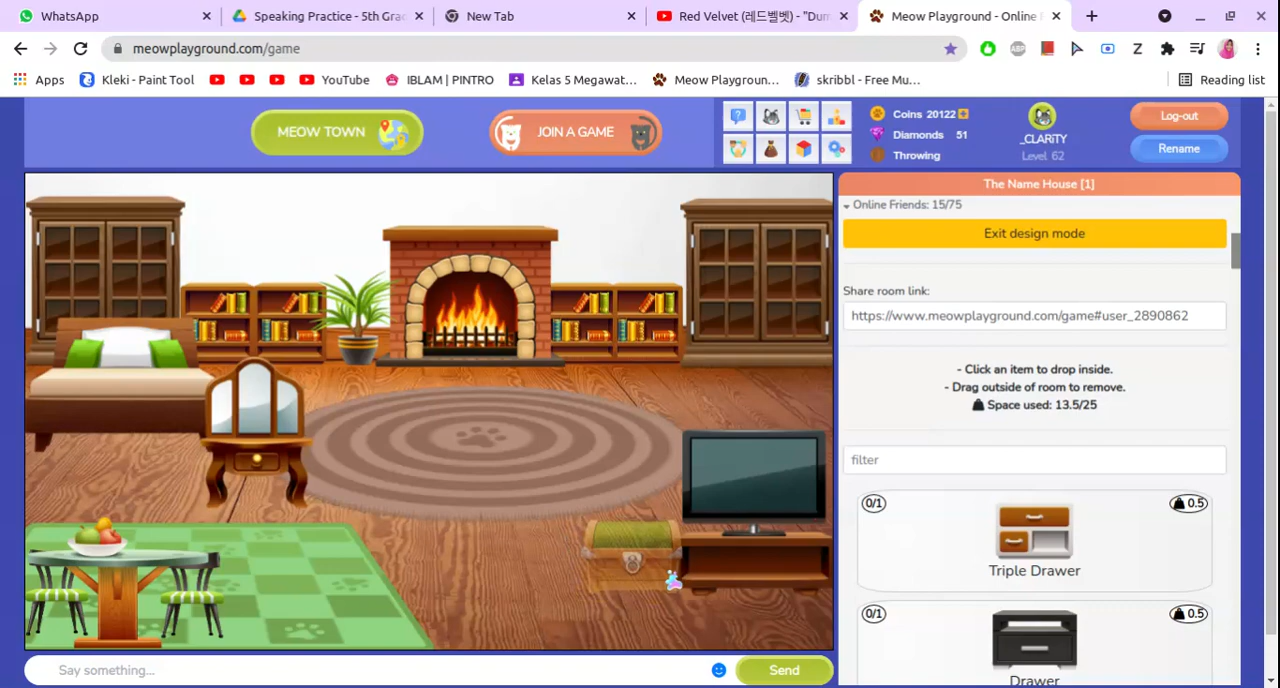 WhatsApp
Speaking Practice - 5th Grad
New Tab
Red Velvet (레드벨벳) - "Dum
Meow Playground - Online F
meowplayground.com/game
Apps
Kleki - Paint Tool
YouTube
IBLAM | PINTRO
Kelas 5 Megawat...
Meow Playgroun...
skribbl - Free Mu...
Reading list
MEOW TOWN
JOIN A GAME
Coins 20122
Diamonds 51
Throwing
_CLARiTY
Level 62
Log-out
Rename
The Name House [1]
Online Friends: 15/75
Exit design mode
Share room link:
https://www.meowplayground.com/game#user_2890862
- Click an item to drop inside.
- Drag outside of room to remove.
Space used: 13.5/25
filter
0/1
0.5
Triple Drawer
0/1
0.5
Drawer
Say something...
Send